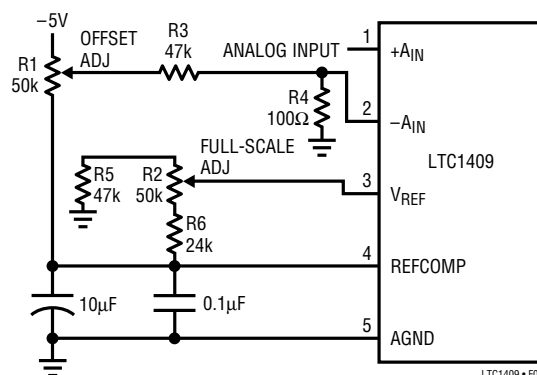 –5V
OFFSET
ADJ
R1
50k
R3
47k
ANALOG INPUT
1
+AIN
R4
100Ω
2
–AIN
LTC1409
FULL-SCALE
ADJ
R5
47k
R2
50k
3
VREF
R6
24k
4
REFCOMP
10µF
0.1µF
5
AGND